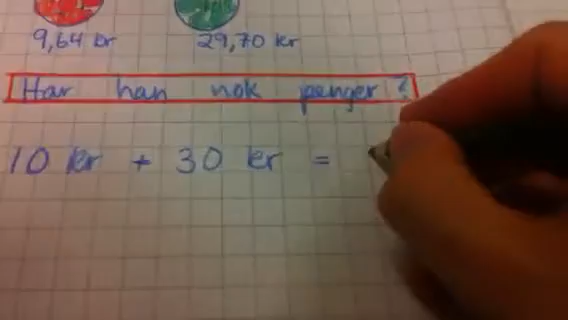 9,64 kr 29,70 kr
Har han nok penger?
10 kr + 30 kr =